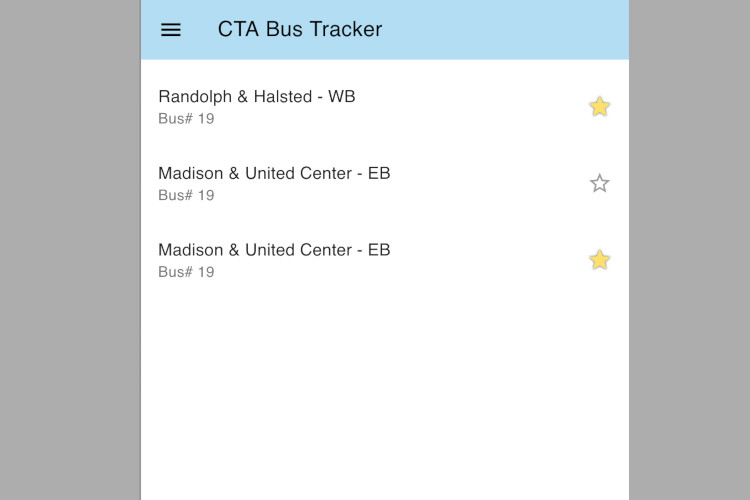 CTA Bus Tracker
Randolph & Halsted - WB
Bus# 19
Madison & United Center - EB
Bus# 19
Madison & United Center - EB
Bus# 19